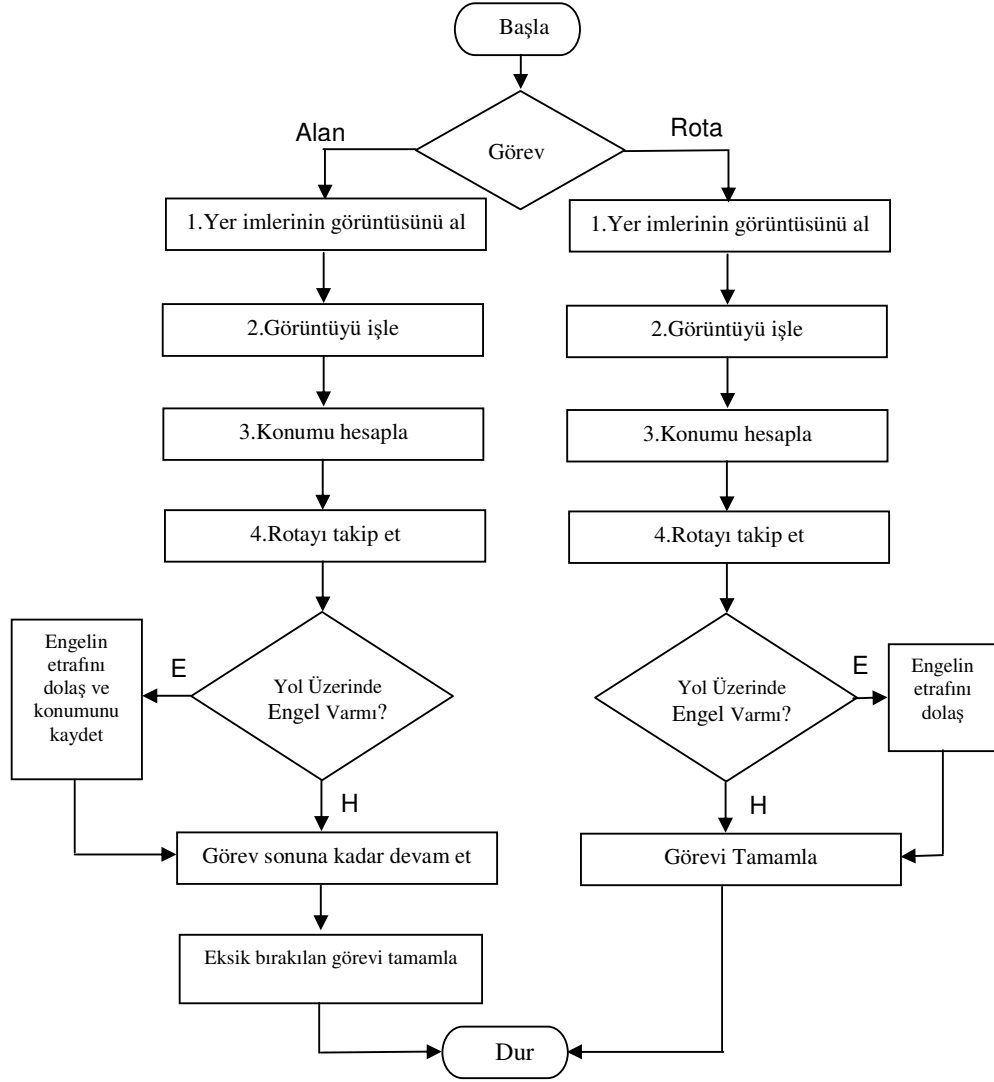 Başla
Görev
Alan
Rota
1.Yer imlerinin görüntüsünü al
2.Görüntüyü işle
3.Konumu hesapla
4.Rotayı takip et
Yol Üzerinde
Engel Varmı?
E
Engelin
etrafını
dolaş ve
konumunu
kaydet
H
Görev sonuna kadar devam et
Eksik bırakılan görevi tamamla
1.Yer imlerinin görüntüsünü al
2.Görüntüyü işle
3.Konumu hesapla
4.Rotayı takip et
Yol Üzerinde
Engel Varmı?
E
Engelin
etrafını
dolaş
H
Görevi Tamamla
Dur